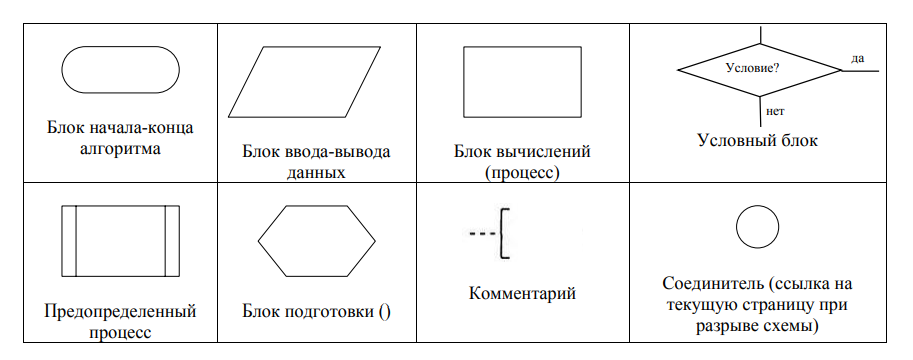 Блок начала-конца
алгоритма
Блок ввода-вывода
данных
Блок вычислений
(процесс)
Условие?
да
нет
Условный блок
Предопределенный
процесс
Блок подготовки ()
Комментарий
Соединитель (ссылка на
текущую страницу при
разрыве схемы)